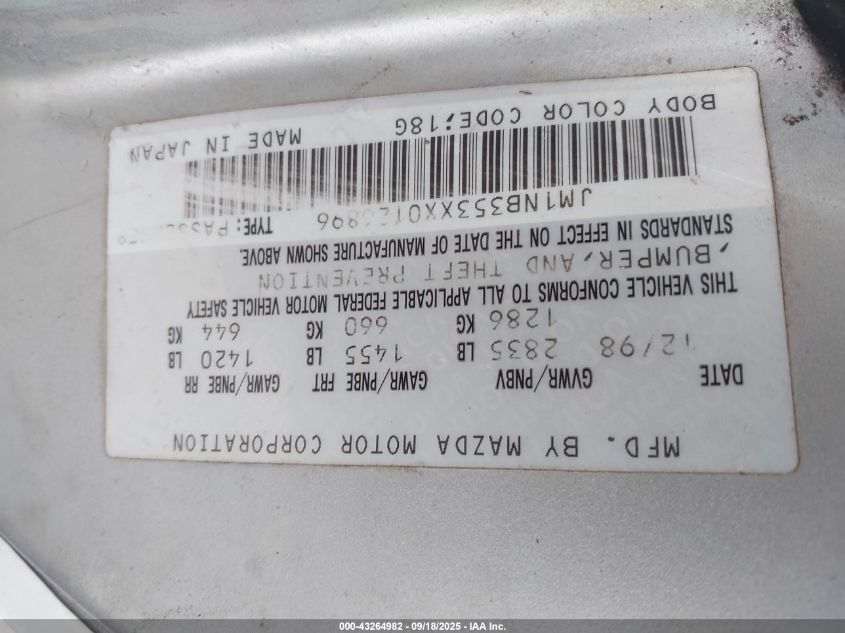 MFD. BY MAZDA MOTOR CORPORATION
DATE GVWR/PNBV GAWR/PNBE FRT GAWR/PNBE RR
12/98 2835 LB 1455 LB 1420 LB
1286 KG 660 KG 644 KG
THIS VEHICLE CONFORMS TO ALL APPLICABLE FEDERAL MOTOR VEHICLE SAFETY
, BUMPER, AND THEFT PREVENTION
STANDARDS IN EFFECT ON THE DATE OF MANUFACTURE SHOWN ABOVE.
TYPE:
BODY COLOR CODE:18G MADE IN JAPAN
000-43264982 - 09/18/2025 - IAA Inc.